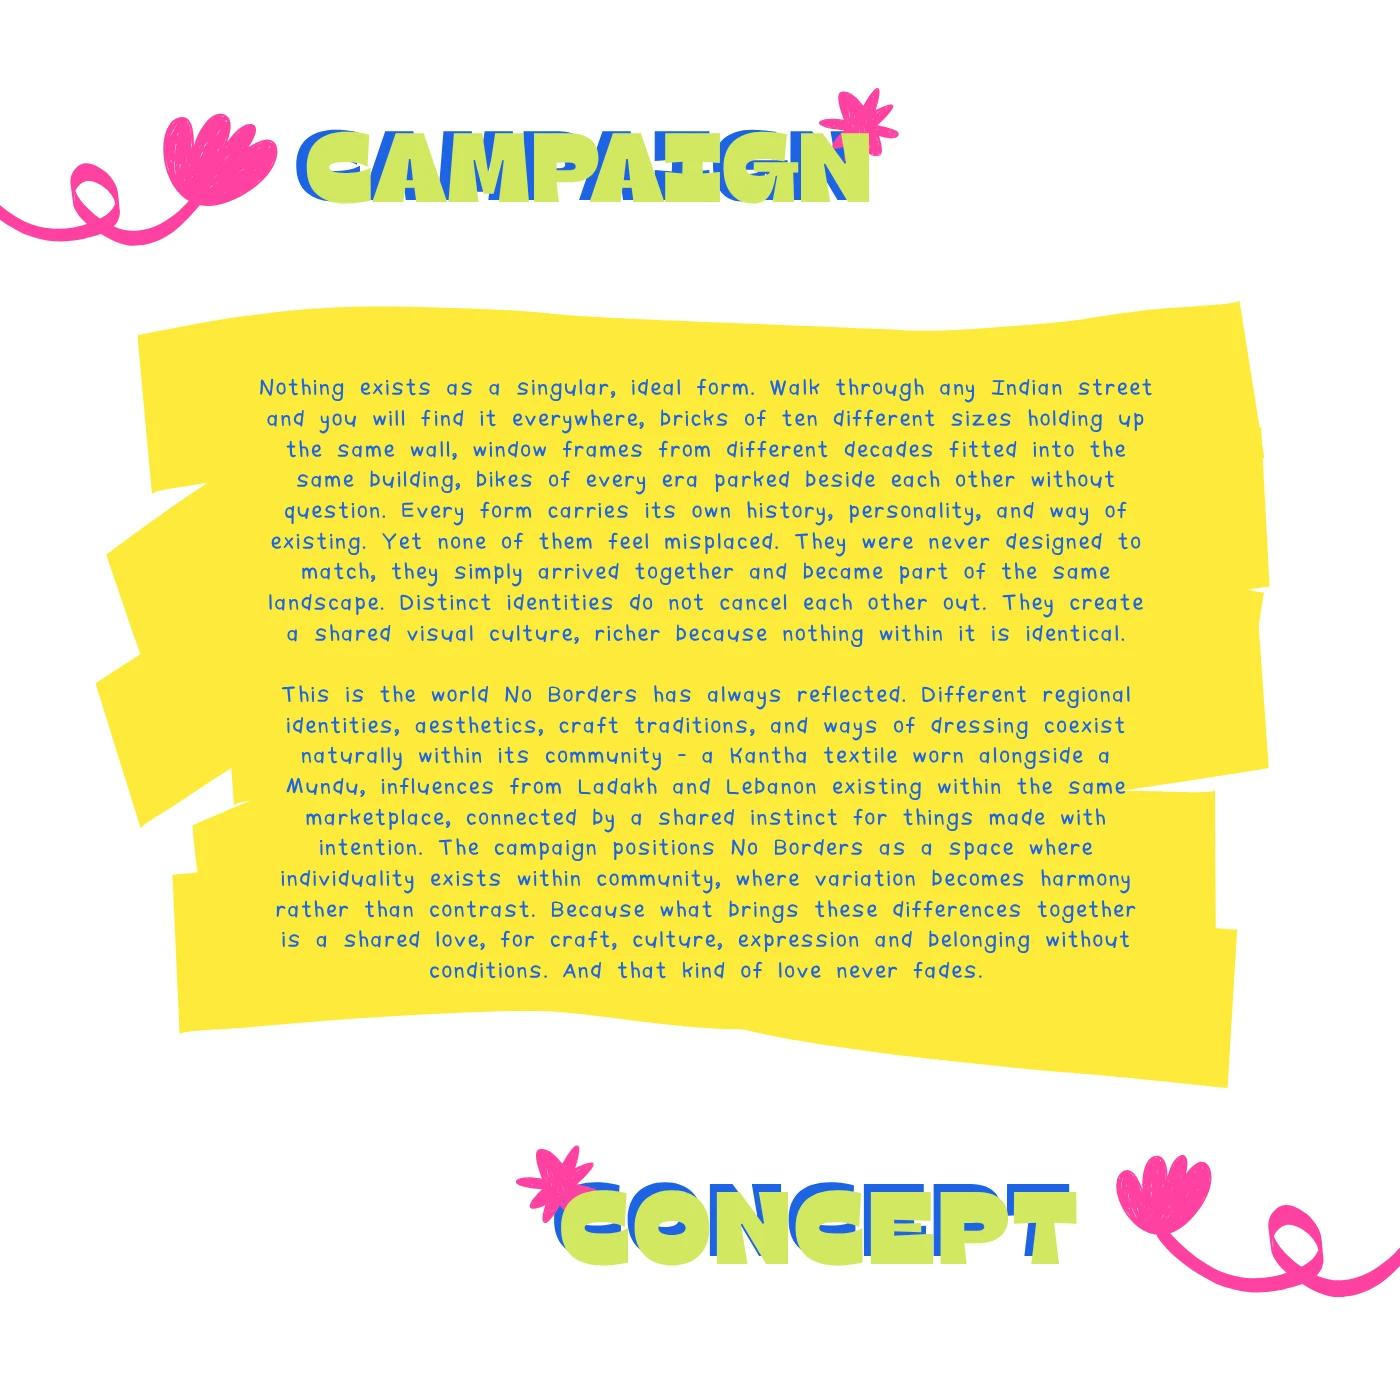 CAMPAIGN
Nothing exists as a singular, ideal form. Walk through any Indian street
and you will find it everywhere, bricks of ten different sizes holding up
the same wall, window frames from different decades fitted into the
same building, bikes of every era parked beside each other without
question. Every form carries its own history, personality, and way of
existing. Yet none of them feel misplaced. They were never designed to
match, they simply arrived together and became part of the same
landscape. Distinct identities do not cancel each other out. They create
a shared visual culture, richer because nothing within it is identical.
This is the world No Borders has always reflected. Different regional
identities, aesthetics, craft traditions, and ways of dressing coexist
naturally within its community - a Kantha textile worn alongside a
Mundu, influences from Ladakh and Lebanon existing within the same
marketplace, connected by a shared instinct for things made with
intention. The campaign positions No Borders as a space where
individuality exists within community, where variation becomes harmony
rather than contrast. Because what brings these differences together
is a shared love, for craft, culture, expression and belonging without
conditions. And that kind of love never fades.
CONCEPT